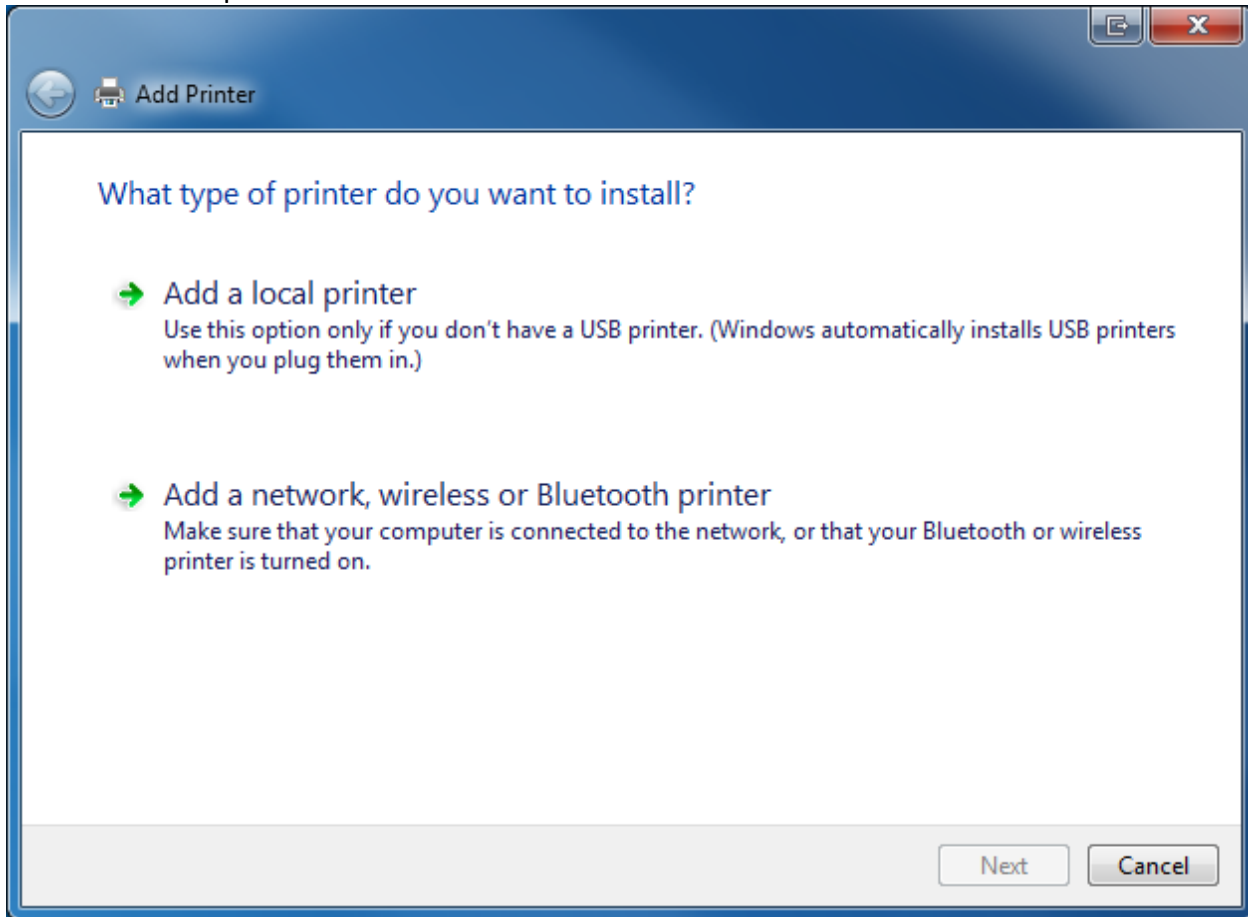 Add Printer
What type of printer do you want to install?
Add a local printer
Use this option only if you don't have a USB printer. (Windows automatically installs USB printers
when you plug them in.)
Add a network, wireless or Bluetooth printer
Make sure that your computer is connected to the network, or that your Bluetooth or wireless
printer is turned on.
Next Cancel